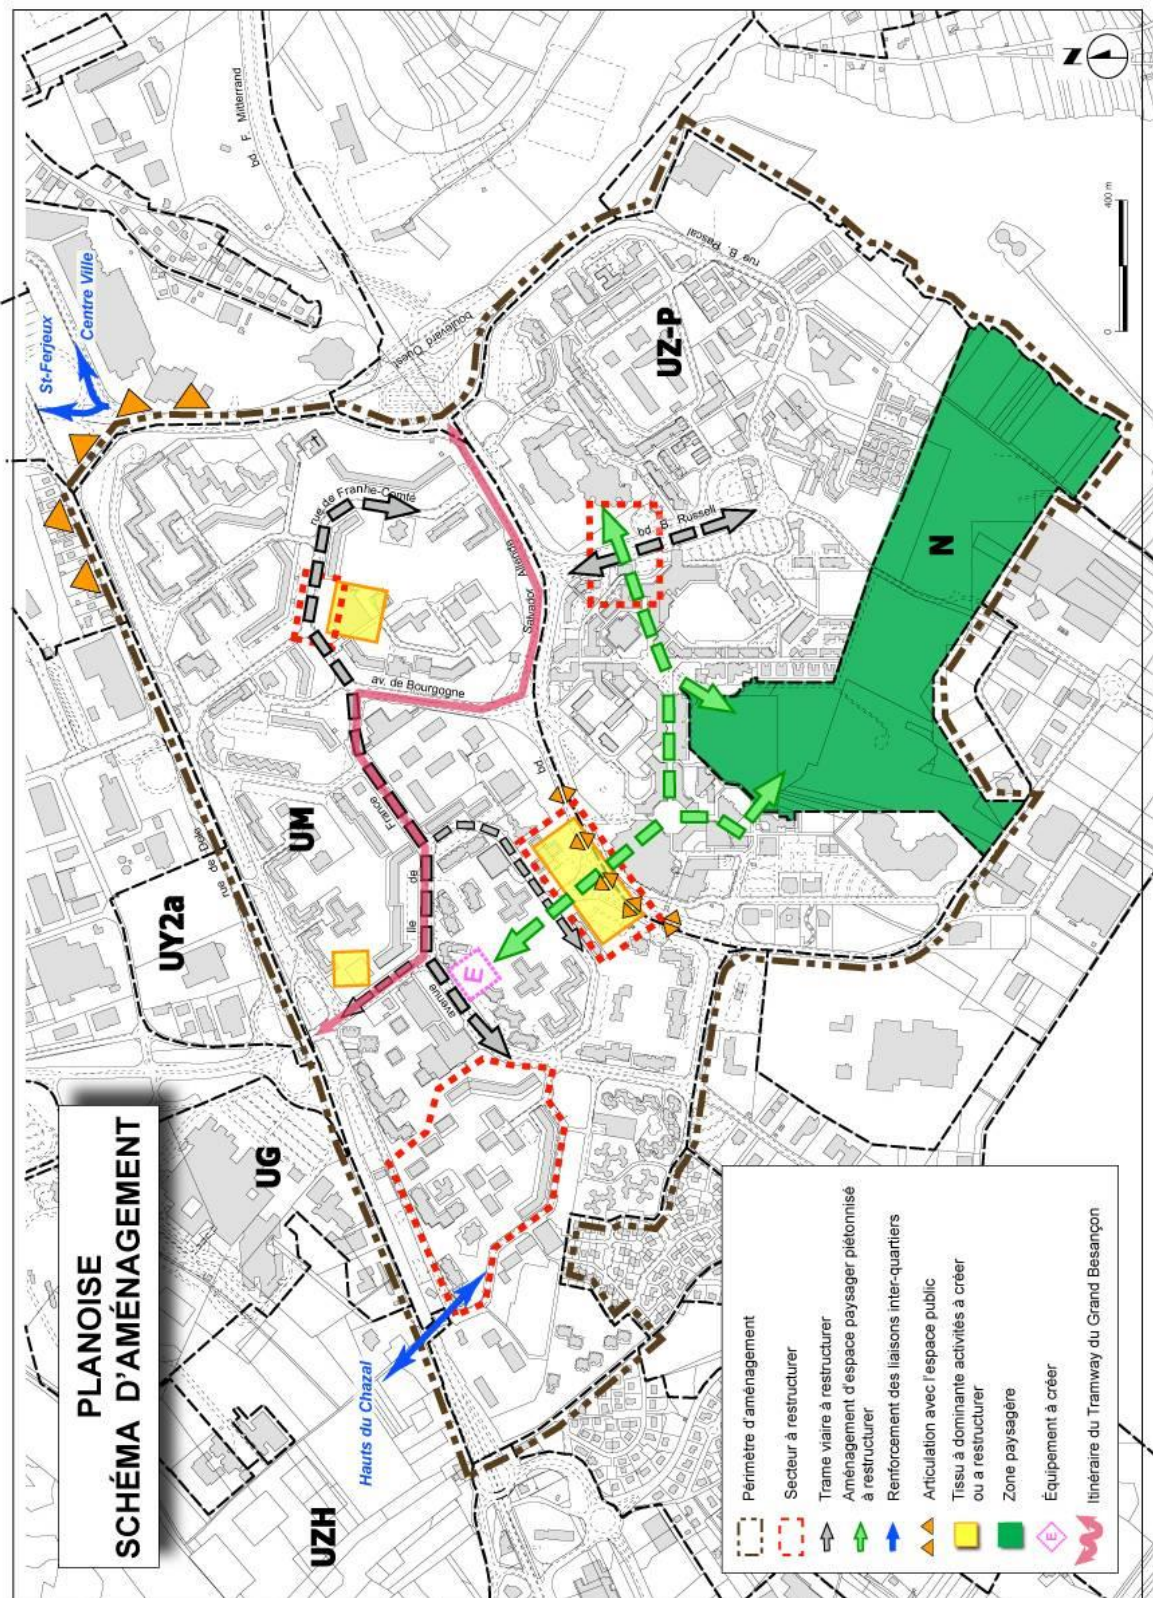 PLANOISE
SCHÉMA D'AMÉNAGEMENT
N
St-Ferjeux
Centre Ville
Hauts du Chazal
bd F. Mitterrand
boulevard Ouest
rue de Franhe-Comté
Salvador Allende
bd
av. de Bourgogne
rue de Dole
avenue
Ile de France
bd. B. Russell
rue B. Pascal
UZH
UG
UY2a
UM
UZ-P
N
E
0 400 m
Périmètre d'aménagement
Secteur à restructurer
Trame viaire à restructurer
Aménagement d'espace paysager piétonnisé
à restructurer
Renforcement des liaisons inter-quartiers
Articulation avec l'espace public
Tissu à dominante activités à créer
ou a restructurer
Zone paysagère
E
Équipement à créer
Itinéraire du Tramway du Grand Besançon